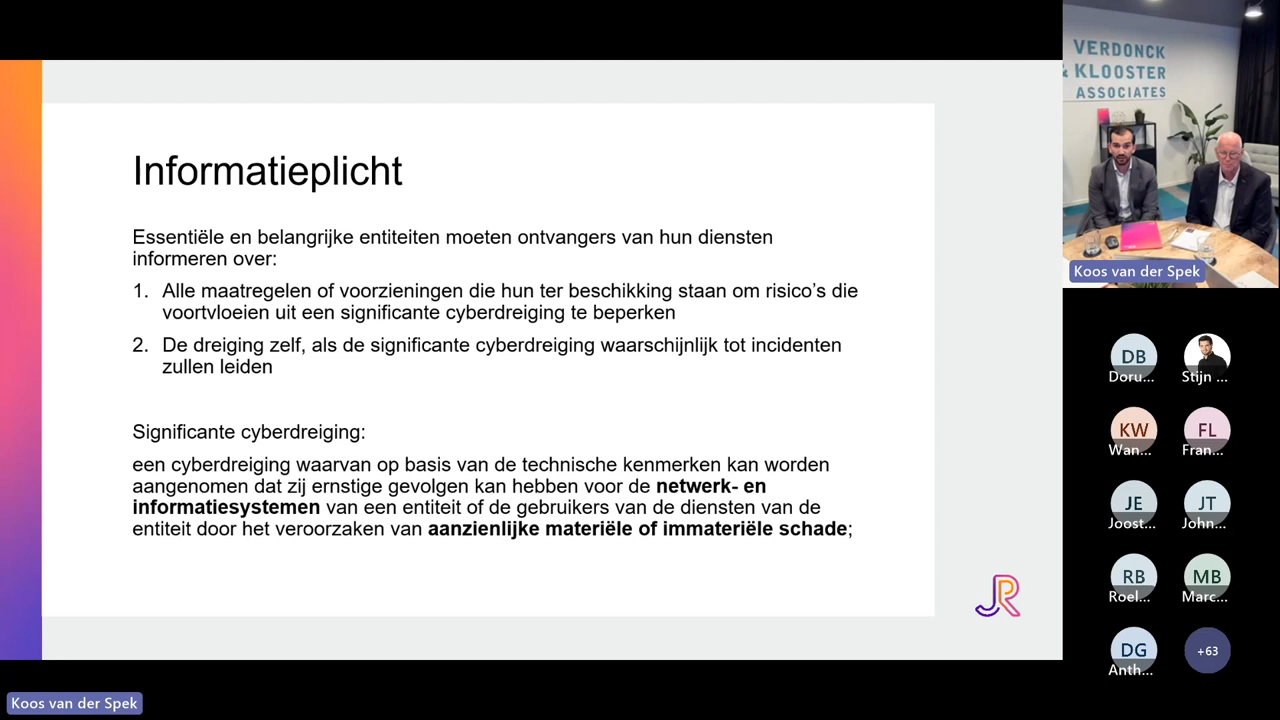 Informatieplicht
Essentiële en belangrijke entiteiten moeten ontvangers van hun diensten
informeren over:
1. Alle maatregelen of voorzieningen die hun ter beschikking staan om risico’s die
voortvloeien uit een significante cyberdreiging te beperken
2. De dreiging zelf, als de significante cyberdreiging waarschijnlijk tot incidenten
zullen leiden
Significante cyberdreiging:
een cyberdreiging waarvan op basis van de technische kenmerken kan worden
aangenomen dat zij ernstige gevolgen kan hebben voor de netwerk- en
informatiesystemen van een entiteit of de gebruikers van de diensten van de
entiteit door het veroorzaken van aanzienlijke materiële of immateriële schade;
JR
VERDONCK
& KLOOSTER
ASSOCIATES
Koos van der Spek
DB
Doru...
Stijn ...
KW
Wan...
FL
Fran...
JE
Joost...
JT
John...
RB
Roel...
MB
Marc...
DG
Anth...
+63
Koos van der Spek